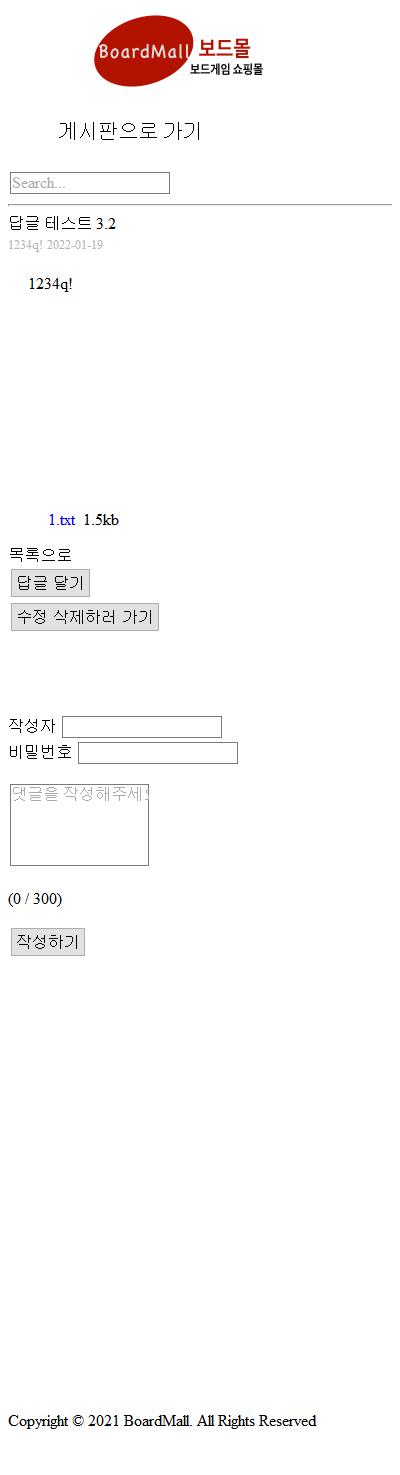 BoardMall 보드몰
보드게임 쇼핑몰
게시판으로 가기
Search...
답글 테스트 3.2
1234q! 2022-01-19
1234q!
1.txt 1.5kb
목록으로
답글 달기
수정 삭제하러 가기
작성자
비밀번호
댓글을 작성해주세요
(0 / 300)
작성하기
Copyright © 2021 BoardMall. All Rights Reserved